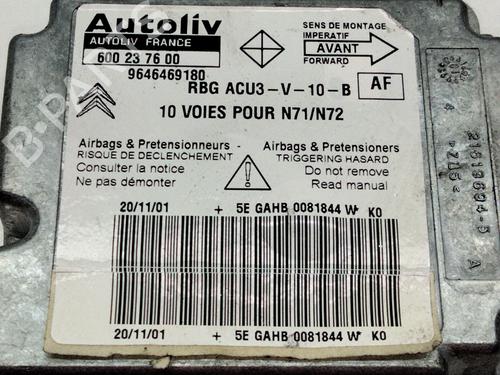 Autoliv
AUTOLIV FRANCE
600 23 76 00
9646469180
SENS DE MONTAGE
IMPERATIF
AVANT
FORWARD
RBG ACU3-V-10-B
AF
10 VOIES POUR N71/N72
Airbags & Pretensionneurs
RISQUE DE DECLENCHEMENT
Consulter la notice
Ne pas démonter
Airbags & Pretensioners
TRIGGERING HASARD
Do not remove
Read manual
20/11/01 + 5E GAHB 0081844 W K0
20/11/01 + 5E GAHB 0081844 W K0